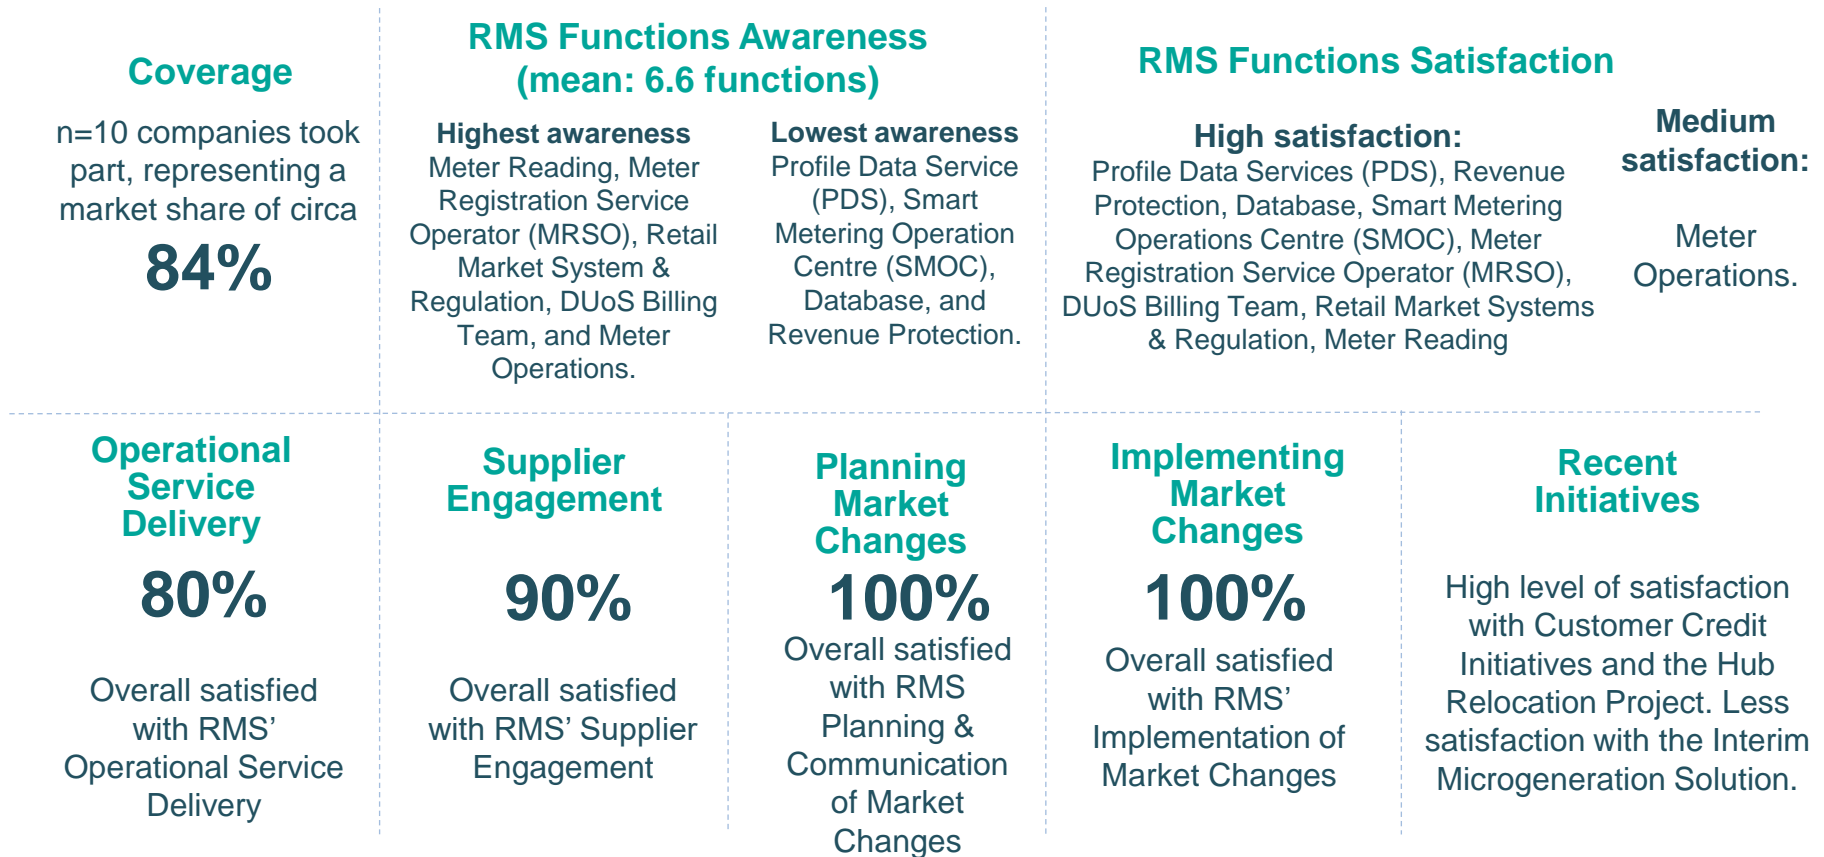 Coverage
n=10 companies took
part, representing a
market share of circa
84%
RMS Functions Awareness
(mean: 6.6 functions)
Highest awareness
Meter Reading, Meter
Registration Service
Operator (MRSO), Retail
Market System &
Regulation, DUoS Billing
Team, and Meter
Operations.
Lowest awareness
Profile Data Service
(PDS), Smart
Metering Operation
Centre (SMOC),
Database, and
Revenue Protection.
RMS Functions Satisfaction
High satisfaction:
Profile Data Services (PDS), Revenue
Protection, Database, Smart Metering
Operations Centre (SMOC), Meter
Registration Service Operator (MRSO),
DUoS Billing Team, Retail Market Systems
& Regulation, Meter Reading
Medium
satisfaction:
Meter
Operations.
Operational
Service
Delivery
80%
Overall satisfied
with RMS’
Operational Service
Delivery
Supplier
Engagement
90%
Overall satisfied
with RMS’ Supplier
Engagement
Planning
Market
Changes
100%
Overall satisfied
with RMS
Planning &
Communication
of Market
Changes
Implementing
Market
Changes
100%
Overall satisfied
with RMS’
Implementation of
Market Changes
Recent
Initiatives
High level of satisfaction
with Customer Credit
Initiatives and the Hub
Relocation Project. Less
satisfaction with the Interim
Microgeneration Solution.